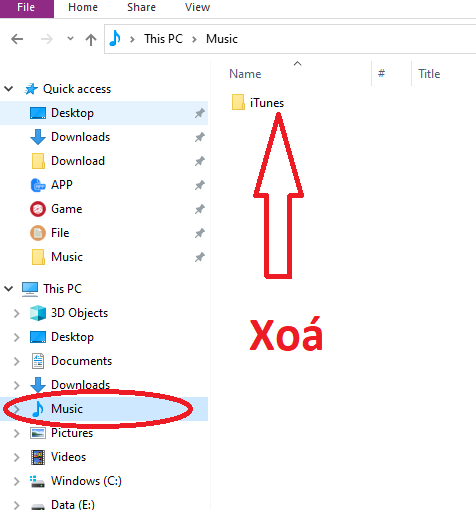 File Home Share View
This PC Music
Name # Title
Quick access
iTunes
Desktop
Downloads
Download
APP
Game
File
Music
Xoá
This PC
3D Objects
Desktop
Documents
Downloads
Music
Pictures
Videos
Windows (C:)
Data (E:)